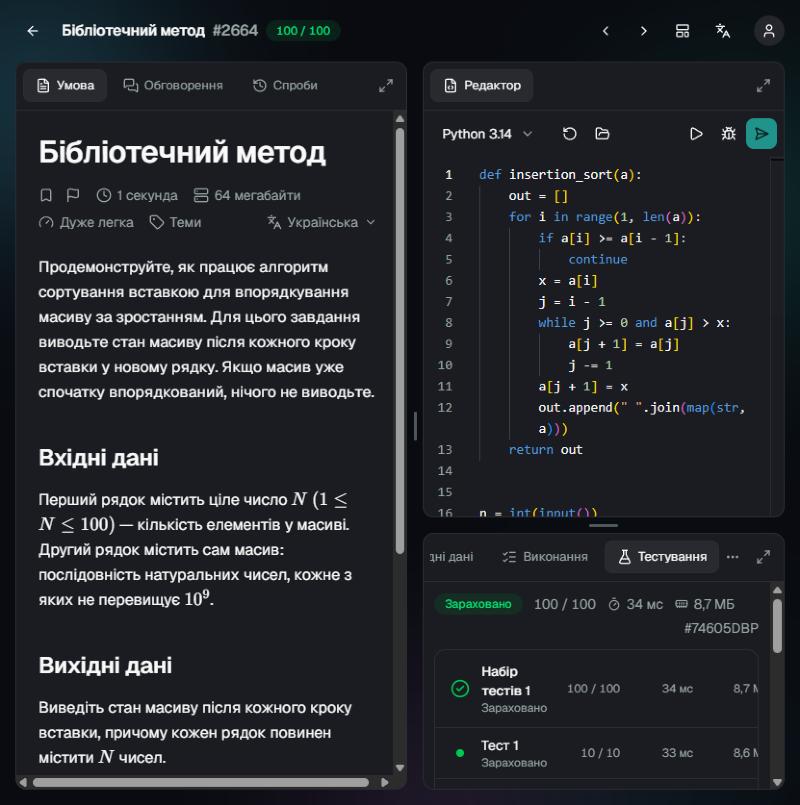 Бібліотечний метод #2664 100 / 100
Умова Обговорення Спроби
Бібліотечний метод
1 секунда 64 мегабайти
Дуже легка Теми Українська
Продемонструйте, як працює алгоритм
сортування вставкою для впорядкування
масиву за зростанням. Для цього завдання
виводьте стан масиву після кожного кроку
вставки у новому рядку. Якщо масив уже
спочатку впорядкований, нічого не виводьте.
Вхідні дані
Перший рядок містить ціле число N (1 ≤
N ≤ 100) — кількість елементів у масиві.
Другий рядок містить сам масив:
послідовність натуральних чисел, кожне з
яких не перевищує 10⁹.
Вихідні дані
Виведіть стан масиву після кожного кроку
вставки, причому кожен рядок повинен
містити N чисел.
Редактор
Python 3.14
1 def insertion_sort(a):
2 out = []
3 for i in range(1, len(a)):
4 if a[i] >= a[i - 1]:
5 continue
6 x = a[i]
7 j = i - 1
8 while j >= 0 and a[j] > x:
9 a[j + 1] = a[j]
10 j -= 1
11 a[j + 1] = x
12 out.append(" ".join(map(str,
a)))
13 return out
14
15
16 n = int(input())
дні дані Виконання Тестування
Зараховано 100 / 100 34 мс 8,7 МБ
#74605DBP
Набір
тестів 1 100 / 100 34 мс 8,7 М
Зараховано
Тест 1 10 / 10 33 мс 8,6 М
Зараховано